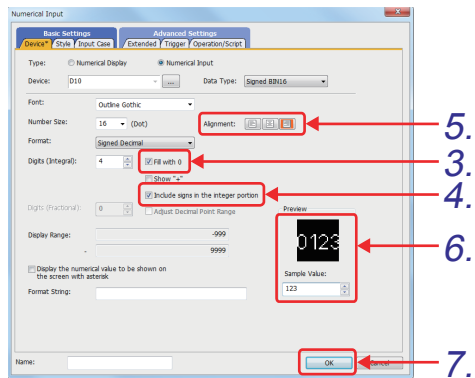 Numerical Input
Basic Settings Advanced Settings
Device* Style Input Case Extended Trigger Operation/Script
Type: Numerical Display Numerical Input
Device: D10 ... Data Type: Signed BIN16
Font: Outline Gothic
Number Size: 16 (Dot) Alignment: 5.
Format: Signed Decimal
Digits (Integral): 4 Fill with 0 3.
Show "+"
Include signs in the integer portion 4.
Digits (Fractional): 0 Adjust Decimal Point Range Preview
Display Range: -999 0123 6.
- 9999
Display the numerical value to be shown on
the screen with asterisk Sample Value:
Format String: 123
Name: OK Cancel 7.